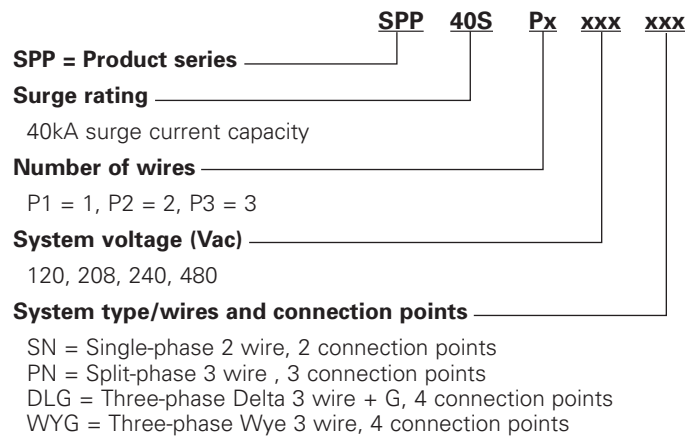 SPP 40S Px xxx xxx
SPP = Product series
Surge rating
40kA surge current capacity
Number of wires
P1 = 1, P2 = 2, P3 = 3
System voltage (Vac)
120, 208, 240, 480
System type/wires and connection points
SN = Single-phase 2 wire, 2 connection points
PN = Split-phase 3 wire , 3 connection points
DLG = Three-phase Delta 3 wire + G, 4 connection points
WYG = Three-phase Wye 3 wire, 4 connection points